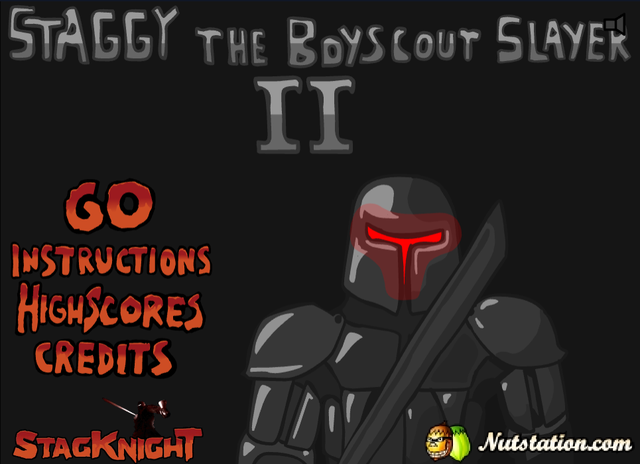 Staggy the Boyscout Slayer
II
GO
Instructions
HighScores
Credits
StagKnight
Nutstation.com